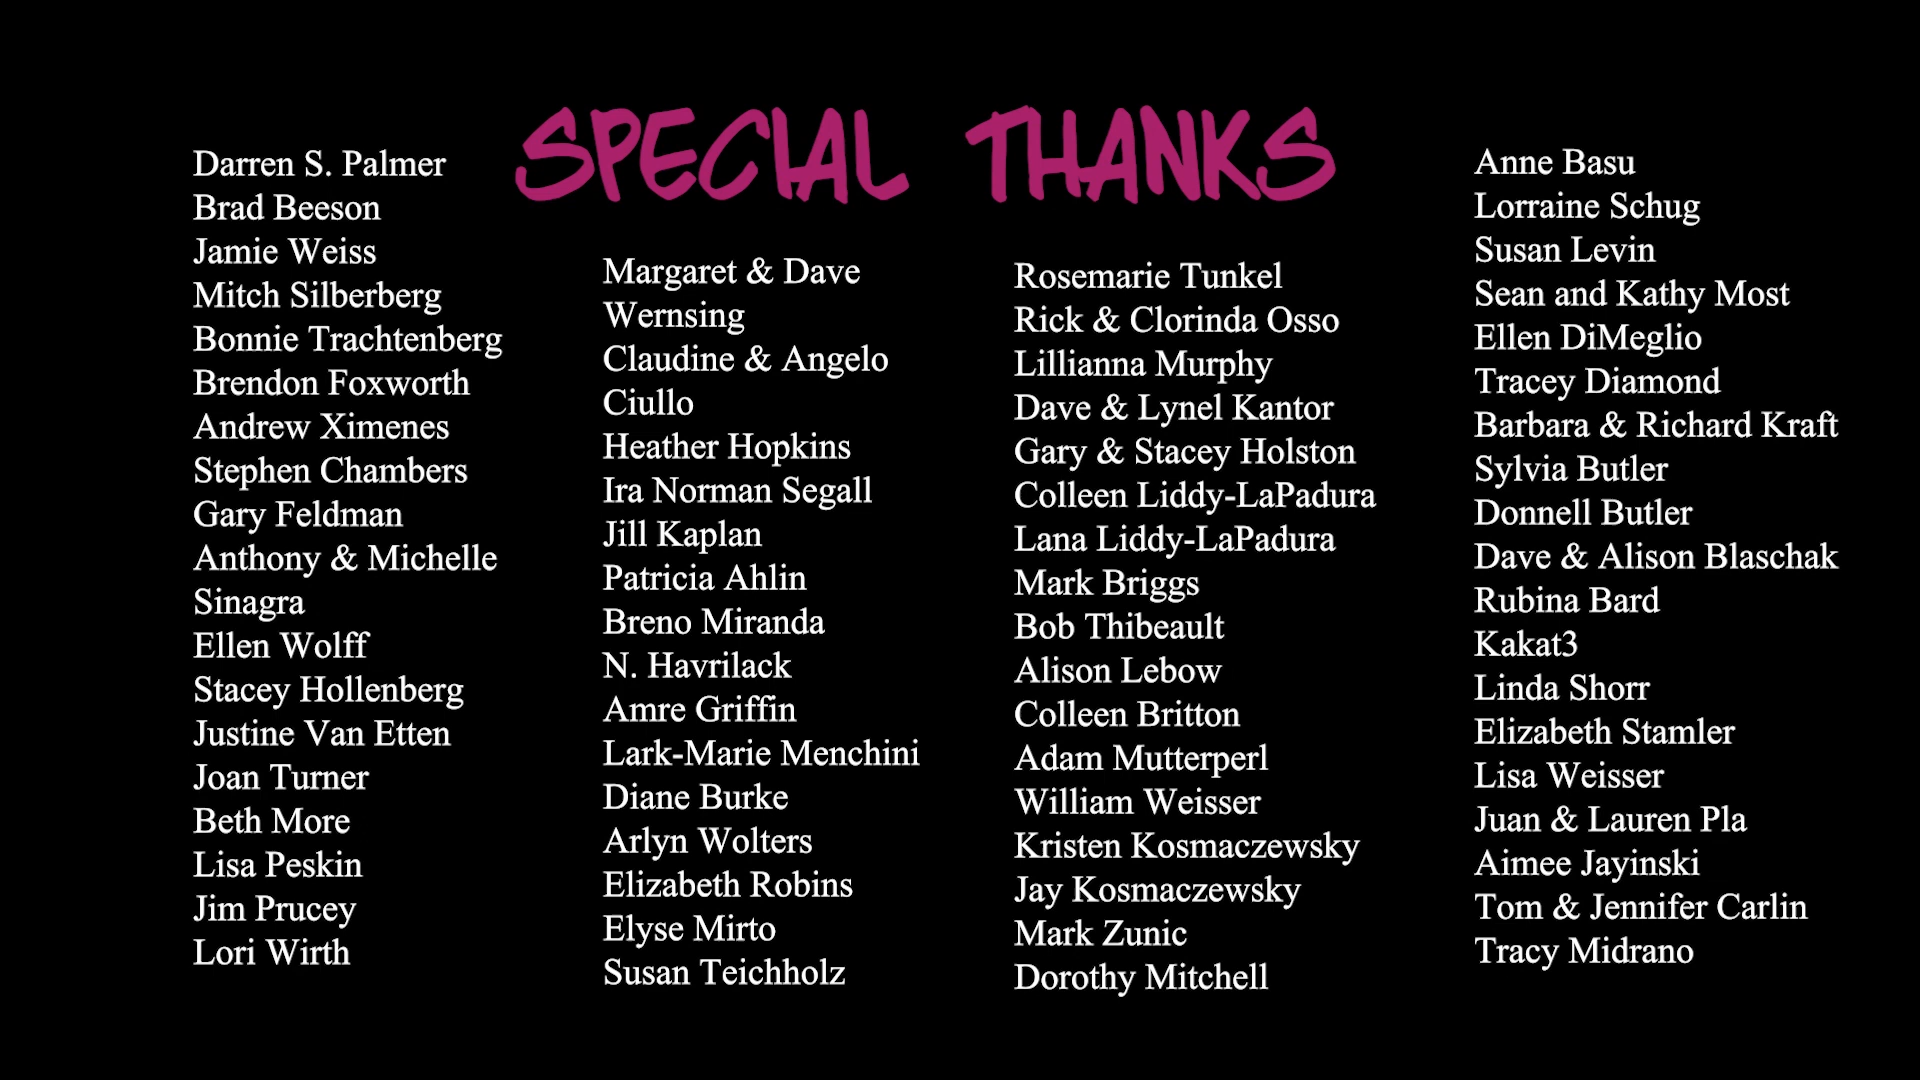 SPECIAL THANKS
Darren S. Palmer
Brad Beeson
Jamie Weiss
Mitch Silberberg
Bonnie Trachtenberg
Brendon Foxworth
Andrew Ximenes
Stephen Chambers
Gary Feldman
Anthony & Michelle
Sinagra
Ellen Wolff
Stacey Hollenberg
Justine Van Etten
Joan Turner
Beth More
Lisa Peskin
Jim Prucey
Lori Wirth
Margaret & Dave
Wernsing
Claudine & Angelo
Ciullo
Heather Hopkins
Ira Norman Segall
Jill Kaplan
Patricia Ahlin
Breno Miranda
N. Havrilack
Amre Griffin
Lark-Marie Menchini
Diane Burke
Arlyn Wolters
Elizabeth Robins
Elyse Mirto
Susan Teichholz
Rosemarie Tunkel
Rick & Clorinda Osso
Lillianna Murphy
Dave & Lynel Kantor
Gary & Stacey Holston
Colleen Liddy-LaPadura
Lana Liddy-LaPadura
Mark Briggs
Bob Thibeault
Alison Lebow
Colleen Britton
Adam Mutterperl
William Weisser
Kristen Kosmaczewsky
Jay Kosmaczewsky
Mark Zunic
Dorothy Mitchell
Anne Basu
Lorraine Schug
Susan Levin
Sean and Kathy Most
Ellen DiMeglio
Tracey Diamond
Barbara & Richard Kraft
Sylvia Butler
Donnell Butler
Dave & Alison Blaschak
Rubina Bard
Kakat3
Linda Shorr
Elizabeth Stamler
Lisa Weisser
Juan & Lauren Pla
Aimee Jayinski
Tom & Jennifer Carlin
Tracy Midrano